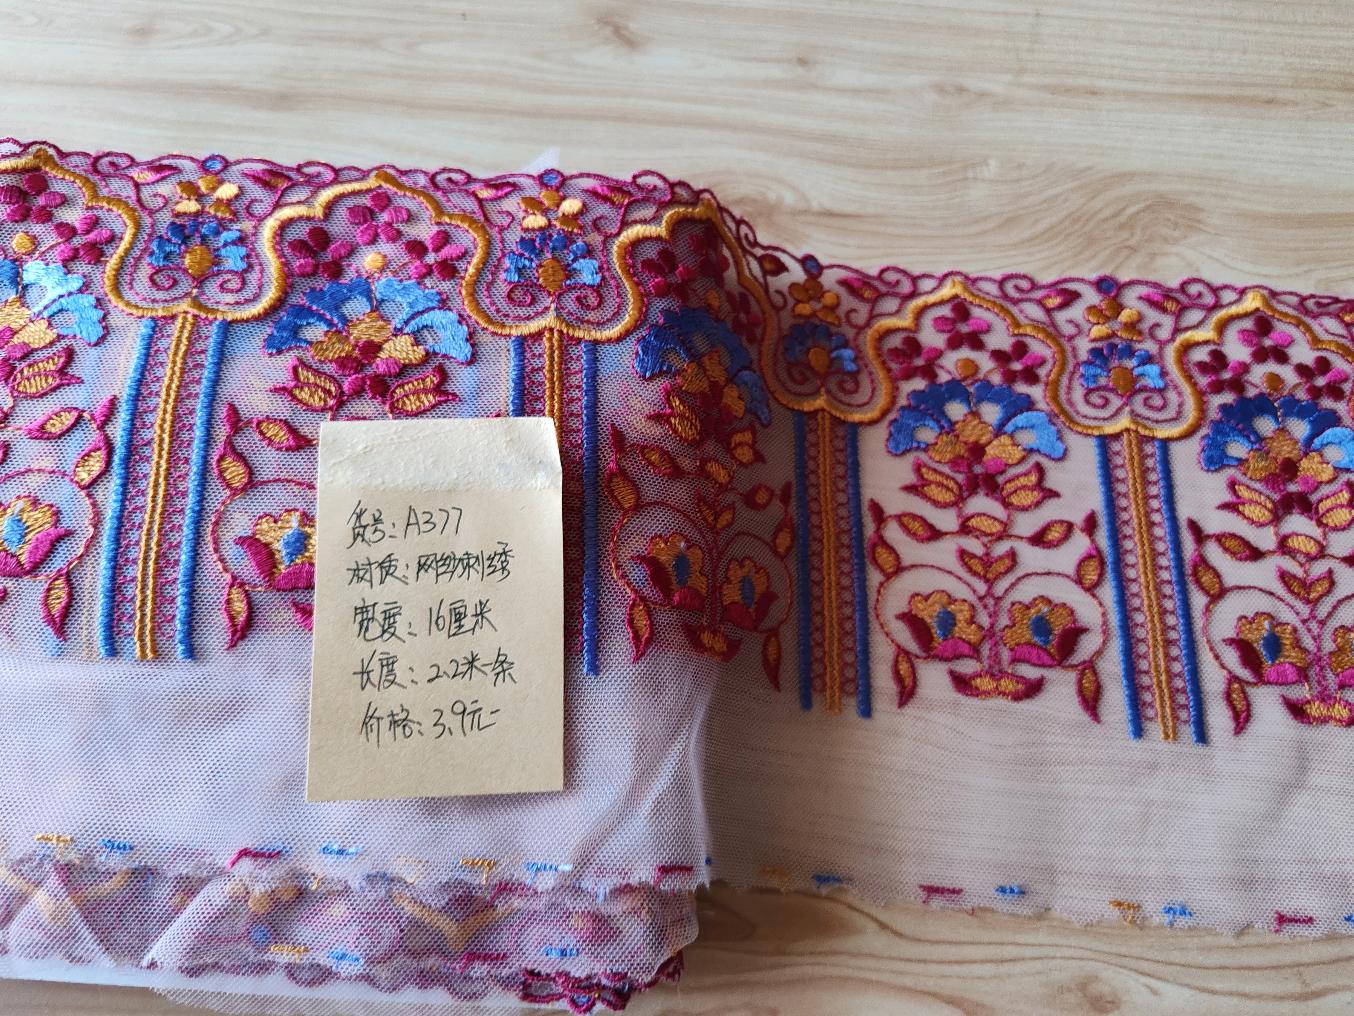 货号：A377
材质：网纱刺绣
宽度：16厘米
长度：2.2米一条
价格：3.9元